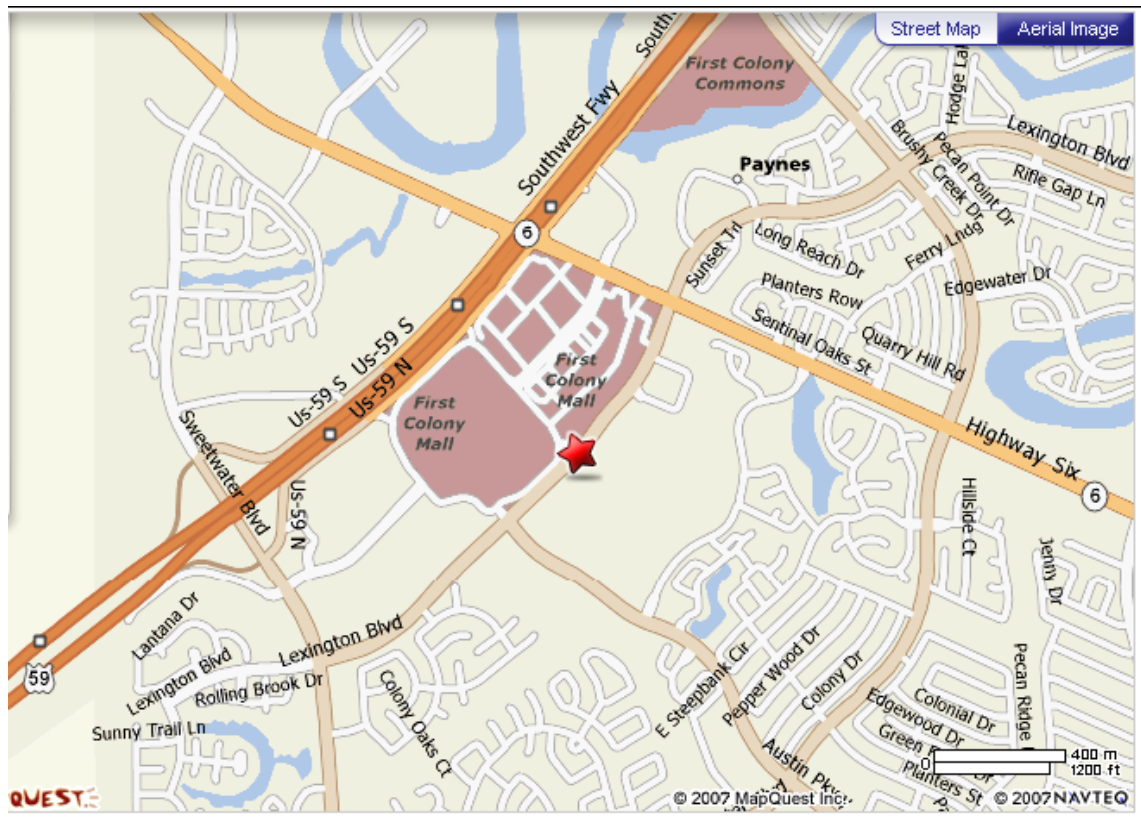 Street Map
Aerial Image
First Colony
Commons
Southwest Fwy
Hodge
Lexington Blvd
Brushy Creek Dr
Pecan Point Dr
Rifle Gap Ln
Paynes
6
Sunset Trl
Long Reach Dr
Ferry Lndg
Edgewater Dr
Planters Row
Sentinal Oaks St
Quarry Hill Rd
Us-59 S
Us-59 S
Us-59 N
First
Colony
Mall
First
Colony
Mall
Sweetwater Blvd
Us-59 N
Highway Six
6
Hillside Ct
Jenny Dr
Lantana Dr
Lexington Blvd
Lexington Blvd
Rolling Brook Dr
59
Sunny Trail Ln
Colony Oaks Ct
E Steepbank Cir
Pepper Wood Dr
Colony Dr
Pecan Ridge
Colonial Dr
Edgewood Dr
Green
Planters St
Austin Pkwy
0
400 m
1200 ft
QUEST
© 2007 MapQuest Inc.
© 2007 NAVTEQ